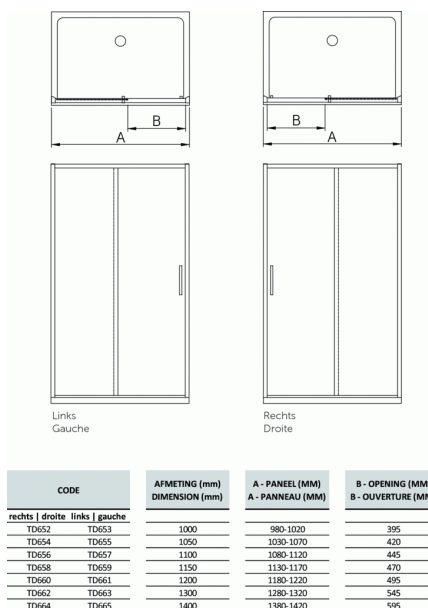 B
A
B
A
Links
Gauche
Rechts
Droite
CODE
AFMETING (mm)
DIMENSION (mm)
A - PANEEL (MM)
A - PANNEAU (MM)
B - OPENING (MM
B - OUVERTURE (MM
rechts | droite links | gauche
TD652 TD653 1000 980-1020 395
TD654 TD655 1050 1030-1070 420
TD656 TD657 1100 1080-1120 445
TD658 TD659 1150 1130-1170 470
TD660 TD661 1200 1180-1220 495
TD662 TD663 1300 1280-1320 545
TD664 TD665 1400 1380-1420 595